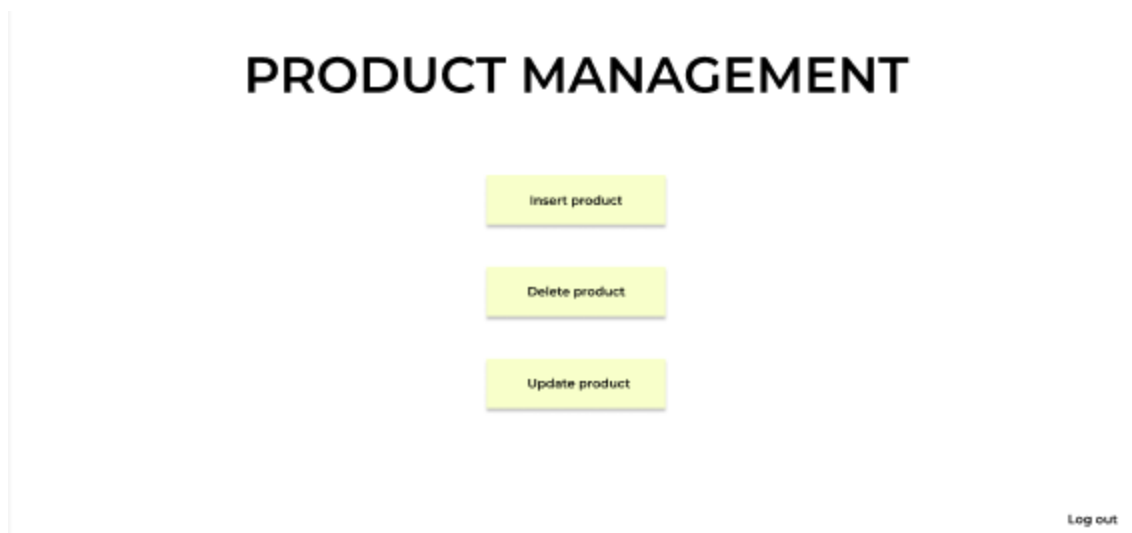 PRODUCT MANAGEMENT
Insert product
Delete product
Update product
Log out